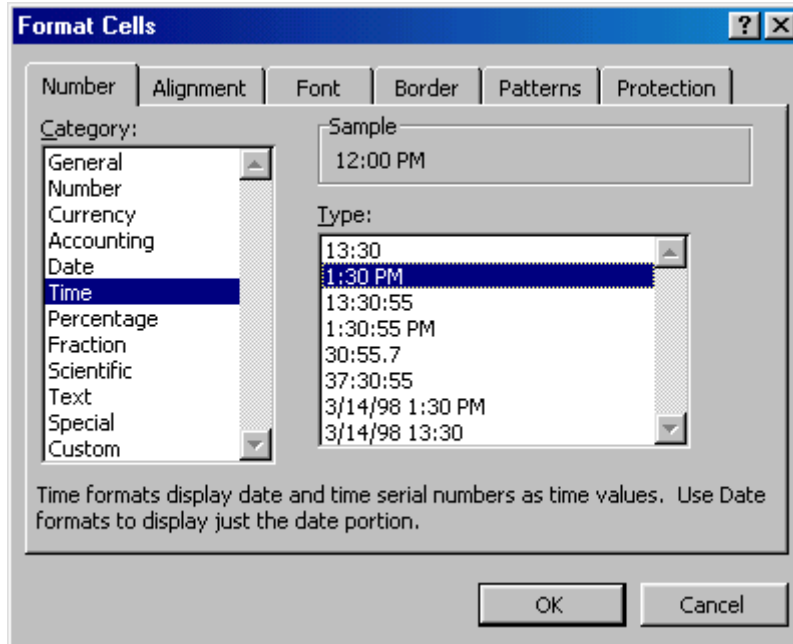 Format Cells
Number Alignment Font Border Patterns Protection
Category:
General
Number
Currency
Accounting
Date
Time
Percentage
Fraction
Scientific
Text
Special
Custom
Sample
12:00 PM
Type:
13:30
1:30 PM
13:30:55
1:30:55 PM
30:55.7
37:30:55
3/14/98 1:30 PM
3/14/98 13:30
Time formats display date and time serial numbers as time values. Use Date
formats to display just the date portion.
OK Cancel